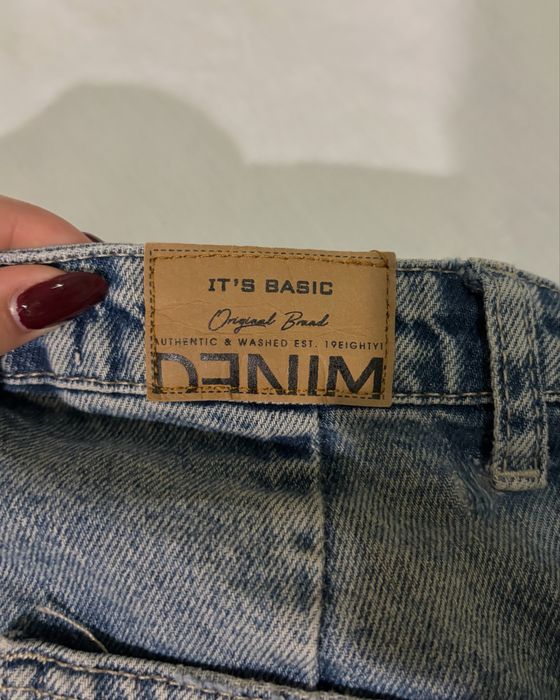 IT'S BASIC
Original Brand
AUTHENTIC & WASHED EST. 19EIGHTY1
DENIM